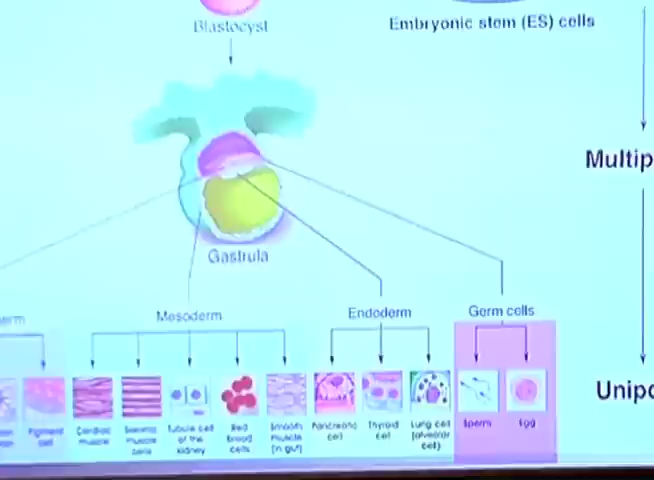 Blastocyst
Embryonic stem (ES) cells
Multip
Gastrula
erm
Mesoderm
Endoderm
Germ cells
Unipo
Pigment
cell
Cardiac
muscle
Skeletal
muscle
cells
Tubule cell
of the
kidney
Red
blood
cells
Smooth
muscle
(in gut)
Pancreatic
cell
Thyroid
cell
Lung cell
(alveolar
cell)
Sperm
Egg